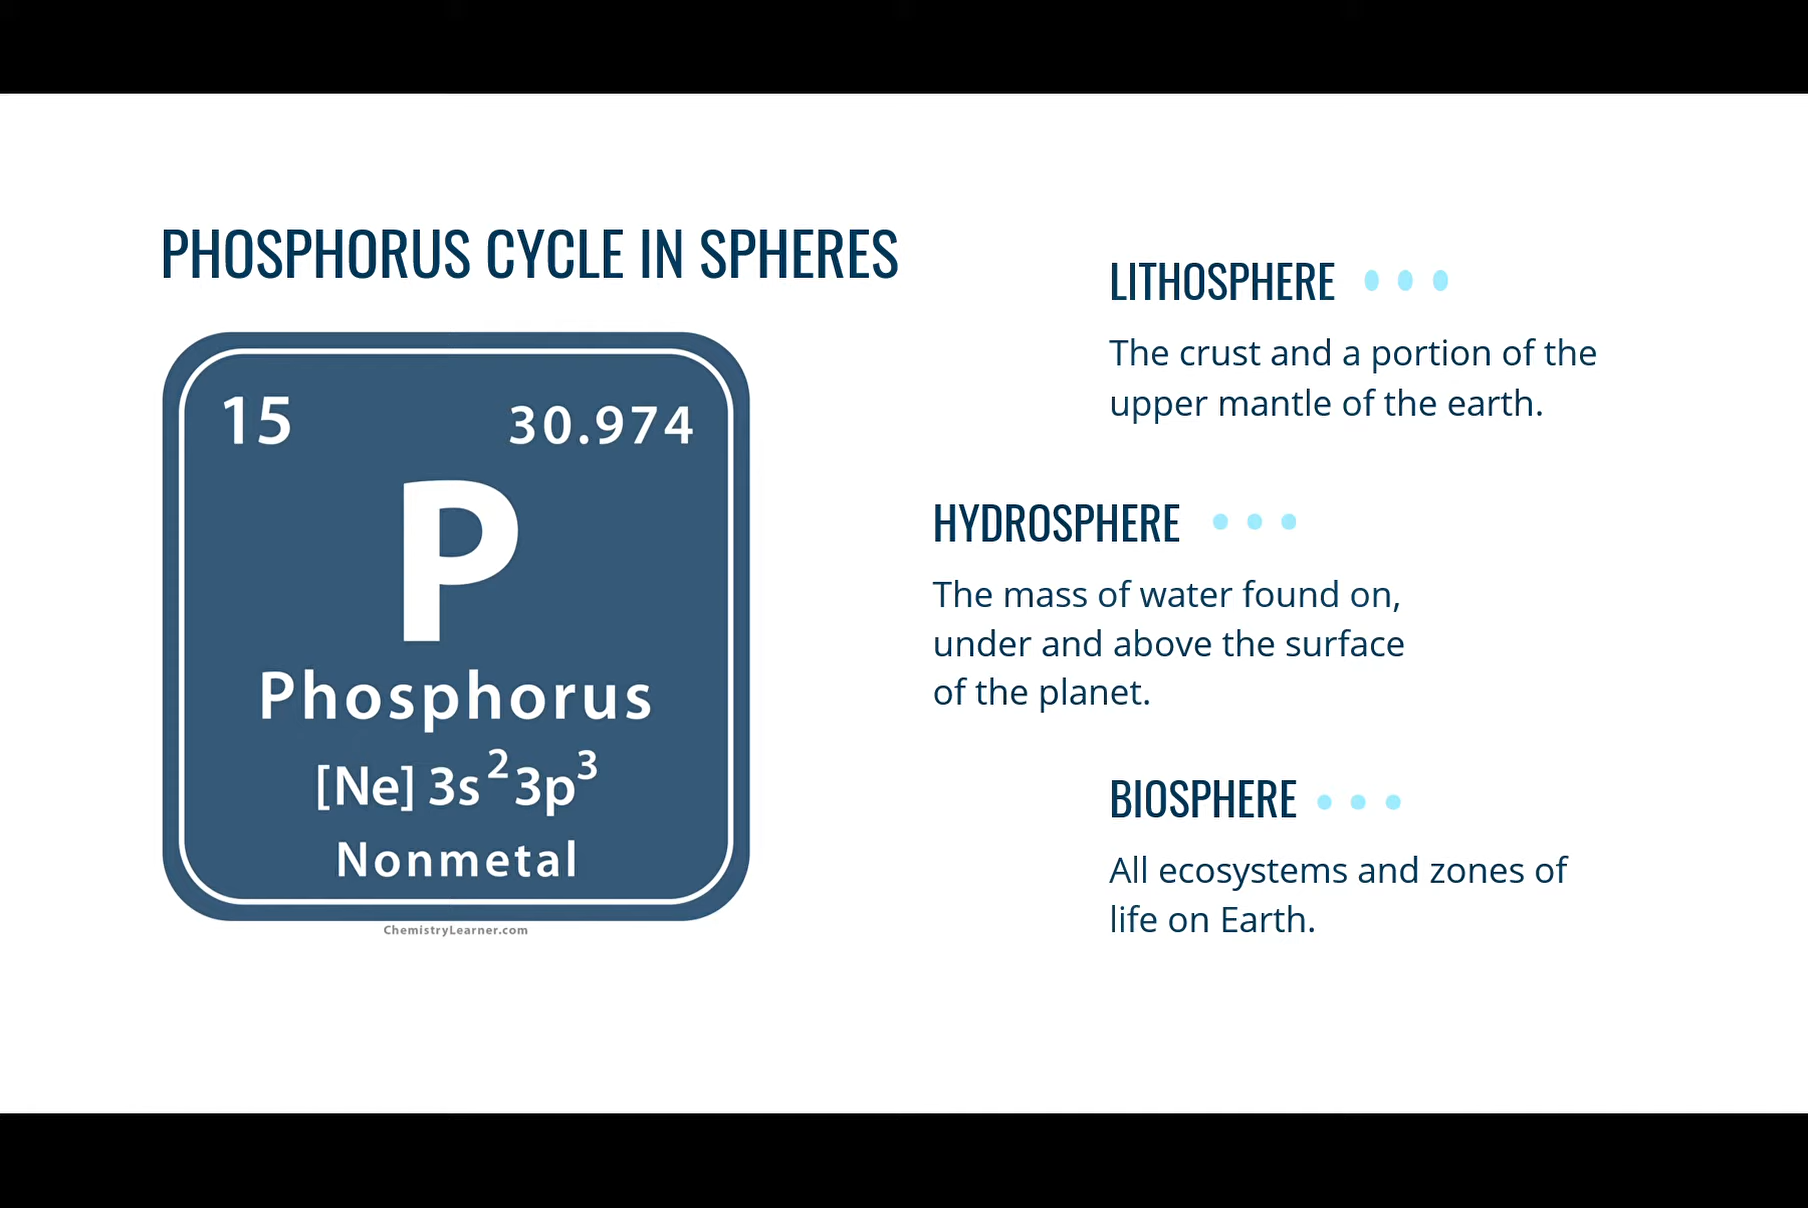 PHOSPHORUS CYCLE IN SPHERES
15
30.974
P
Phosphorus
[Ne] 3s²3p³
Nonmetal
ChemistryLearner.com
LITHOSPHERE
The crust and a portion of the
upper mantle of the earth.
HYDROSPHERE
The mass of water found on,
under and above the surface
of the planet.
BIOSPHERE
All ecosystems and zones of
life on Earth.